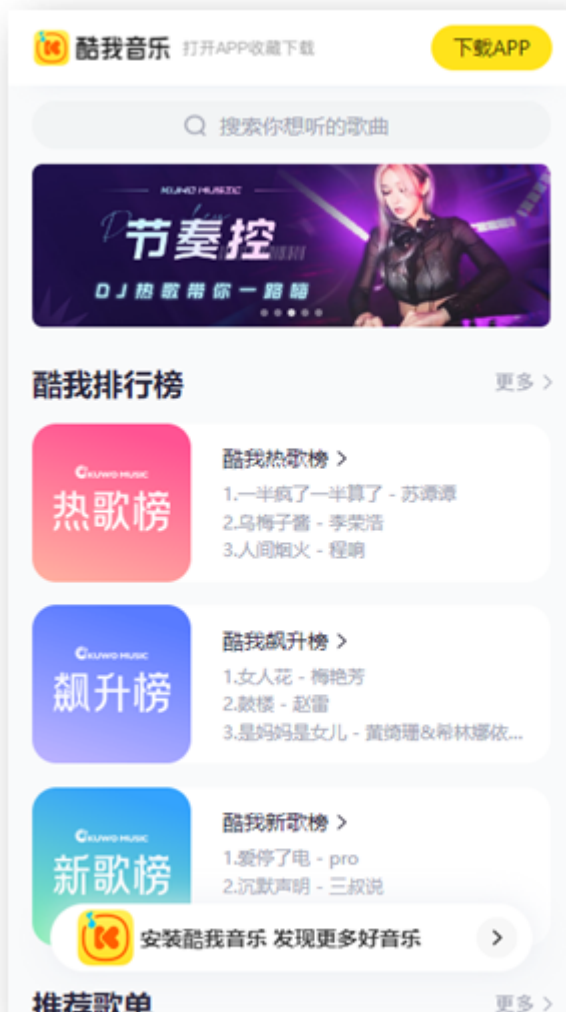 酷我音乐 打开APP收藏下载 下载APP
搜索你想听的歌曲
KUWO MUSIC
节奏控
DJ热歌带你一路嗨
酷我排行榜 更多
KUWO MUSIC
热歌榜
酷我热歌榜
1.一半疯了一半算了 - 苏谭谭
2.乌梅子酱 - 李荣浩
3.人间烟火 - 程响
KUWO MUSIC
飙升榜
酷我飙升榜
1.女人花 - 梅艳芳
2.鼓楼 - 赵雷
3.是妈妈是女儿 - 黄绮珊&希林娜依...
KUWO MUSIC
新歌榜
酷我新歌榜
1.爱停了电 - pro
2.沉默声明 - 三叔说
安装酷我音乐 发现更多好音乐
推荐歌单 更多